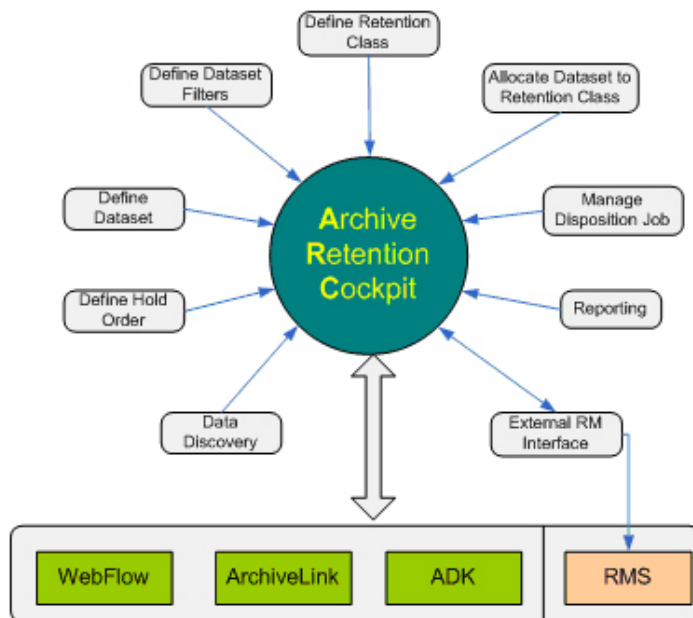 Define Retention
Class
Define Dataset
Filters
Allocate Dataset to
Retention Class
Define
Dataset
Archive
Retention
Cockpit
Manage
Disposition Job
Define Hold
Order
Reporting
Data
Discovery
External RM
Interface
WebFlow
ArchiveLink
ADK
RMS